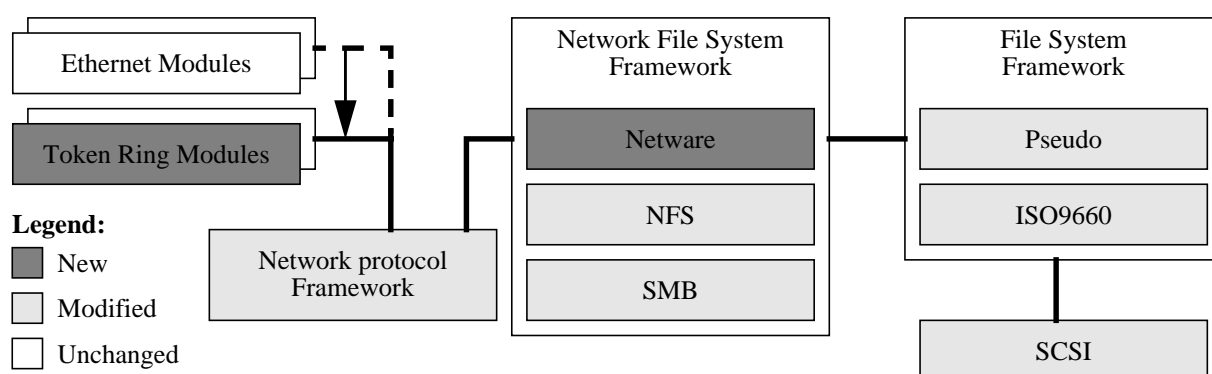 Ethernet Modules
Token Ring Modules
Legend:
New
Modified
Unchanged
Network protocol
Framework
Network File System
Framework
Netware
NFS
SMB
File System
Framework
Pseudo
ISO9660
SCSI